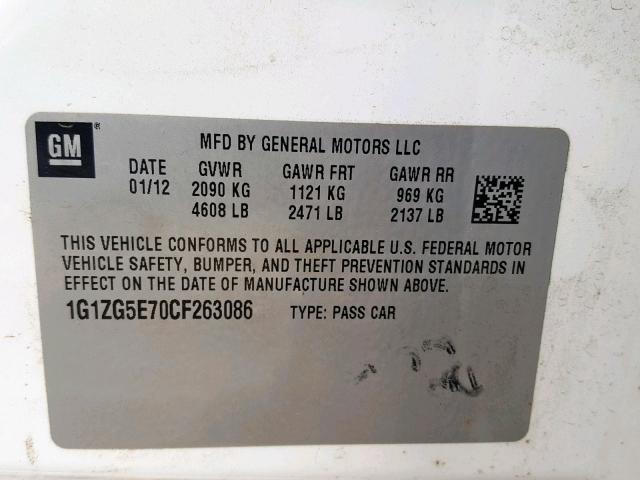 GM ®
MFD BY GENERAL MOTORS LLC
DATE GVWR GAWR FRT GAWR RR
01/12 2090 KG 1121 KG 969 KG
4608 LB 2471 LB 2137 LB
THIS VEHICLE CONFORMS TO ALL APPLICABLE U.S. FEDERAL MOTOR
VEHICLE SAFETY, BUMPER, AND THEFT PREVENTION STANDARDS IN
EFFECT ON THE DATE OF MANUFACTURE SHOWN ABOVE.
1G1ZG5E70CF263086 TYPE: PASS CAR